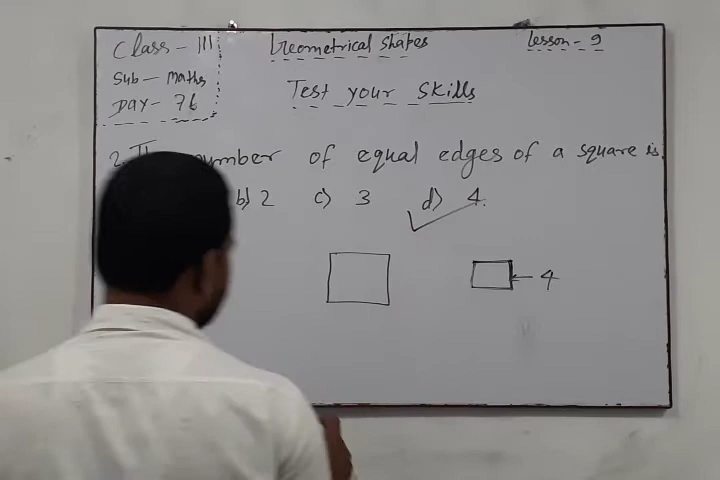 Class - III
Sub - Maths
Day - 76
Geometrical Shapes
Lesson - 9
Test your Skills
2. number of equal edges of a square is
b) 2 c) 3 d) 4.
4